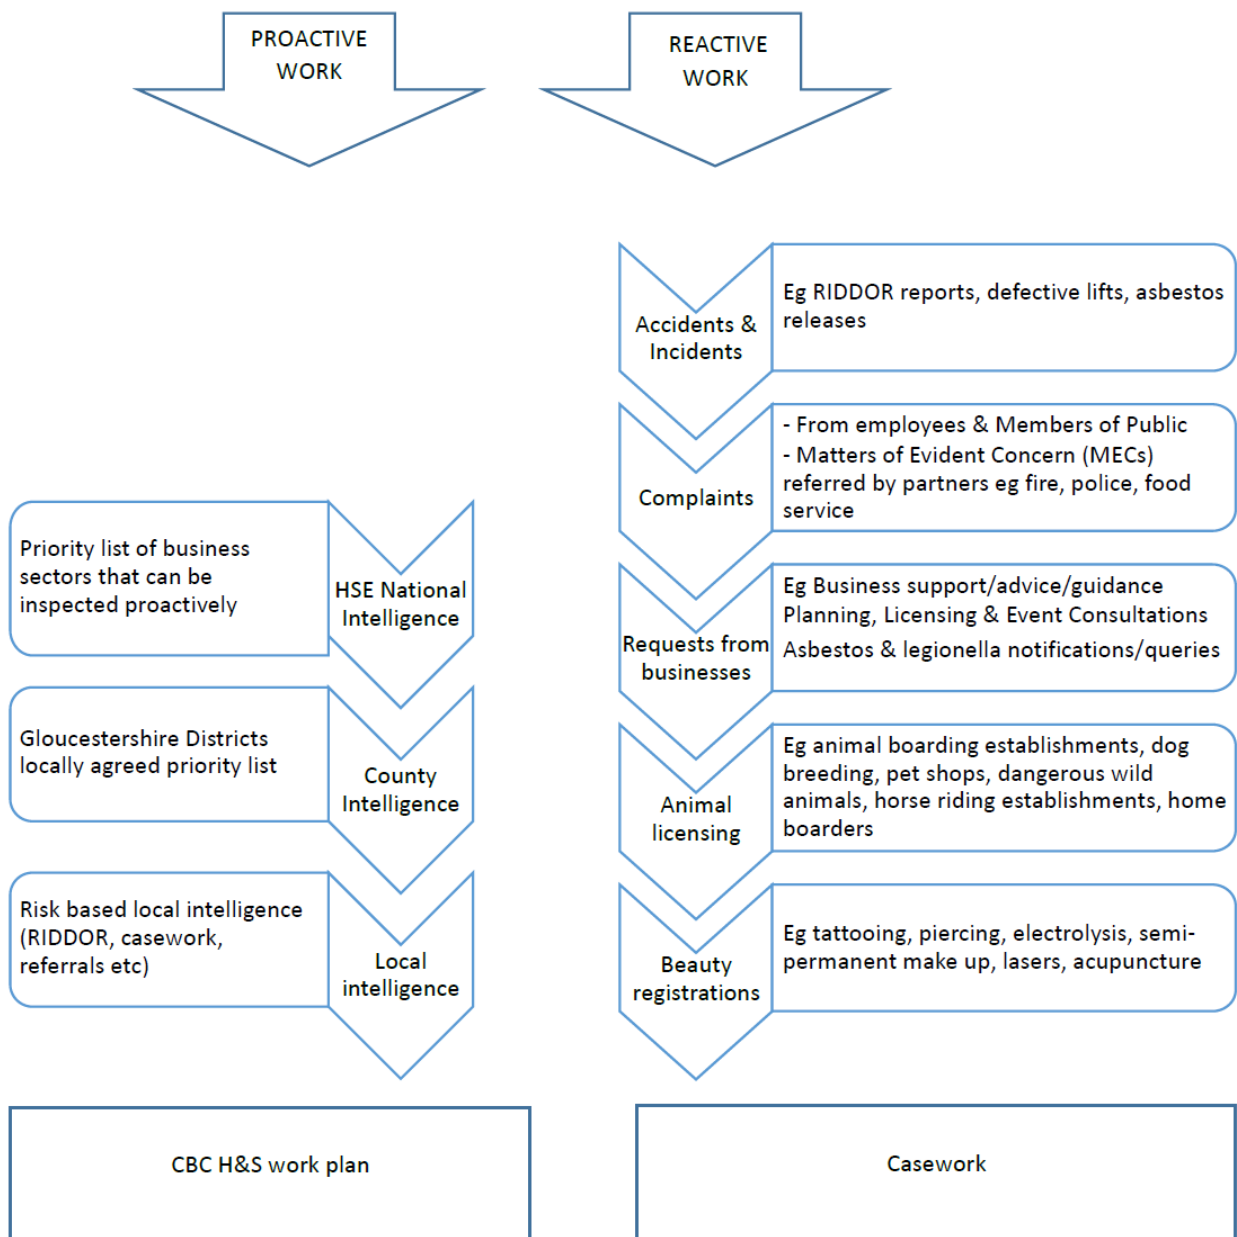 PROACTIVE
WORK
REACTIVE
WORK
Accidents &
Incidents
Eg RIDDOR reports, defective lifts, asbestos
releases
Complaints
- From employees & Members of Public
- Matters of Evident Concern (MECs)
referred by partners eg fire, police, food
service
Priority list of business
sectors that can be
inspected proactively
HSE National
Intelligence
Requests from
businesses
Eg Business support/advice/guidance
Planning, Licensing & Event Consultations
Asbestos & legionella notifications/queries
Gloucestershire Districts
locally agreed priority list
County
Intelligence
Animal
licensing
Eg animal boarding establishments, dog
breeding, pet shops, dangerous wild
animals, horse riding establishments, home
boarders
Risk based local intelligence
(RIDDOR, casework,
referrals etc)
Local
intelligence
Beauty
registrations
Eg tattooing, piercing, electrolysis, semi-
permanent make up, lasers, acupuncture
CBC H&S work plan
Casework